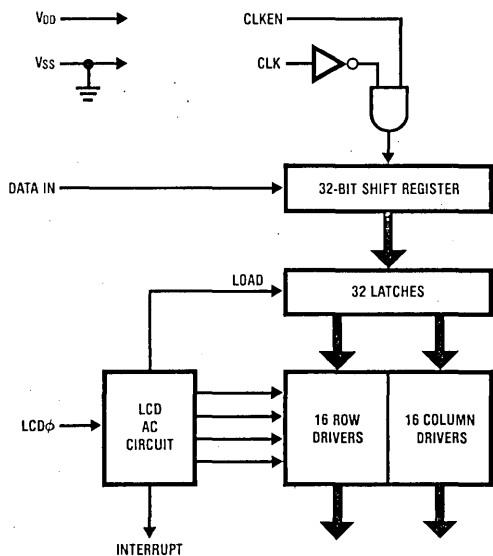 VDD
CLKEN
VSS
CLK
DATA IN
32-BIT SHIFT REGISTER
LOAD
32 LATCHES
LCDϕ
LCD
AC
CIRCUIT
16 ROW
DRIVERS
16 COLUMN
DRIVERS
INTERRUPT